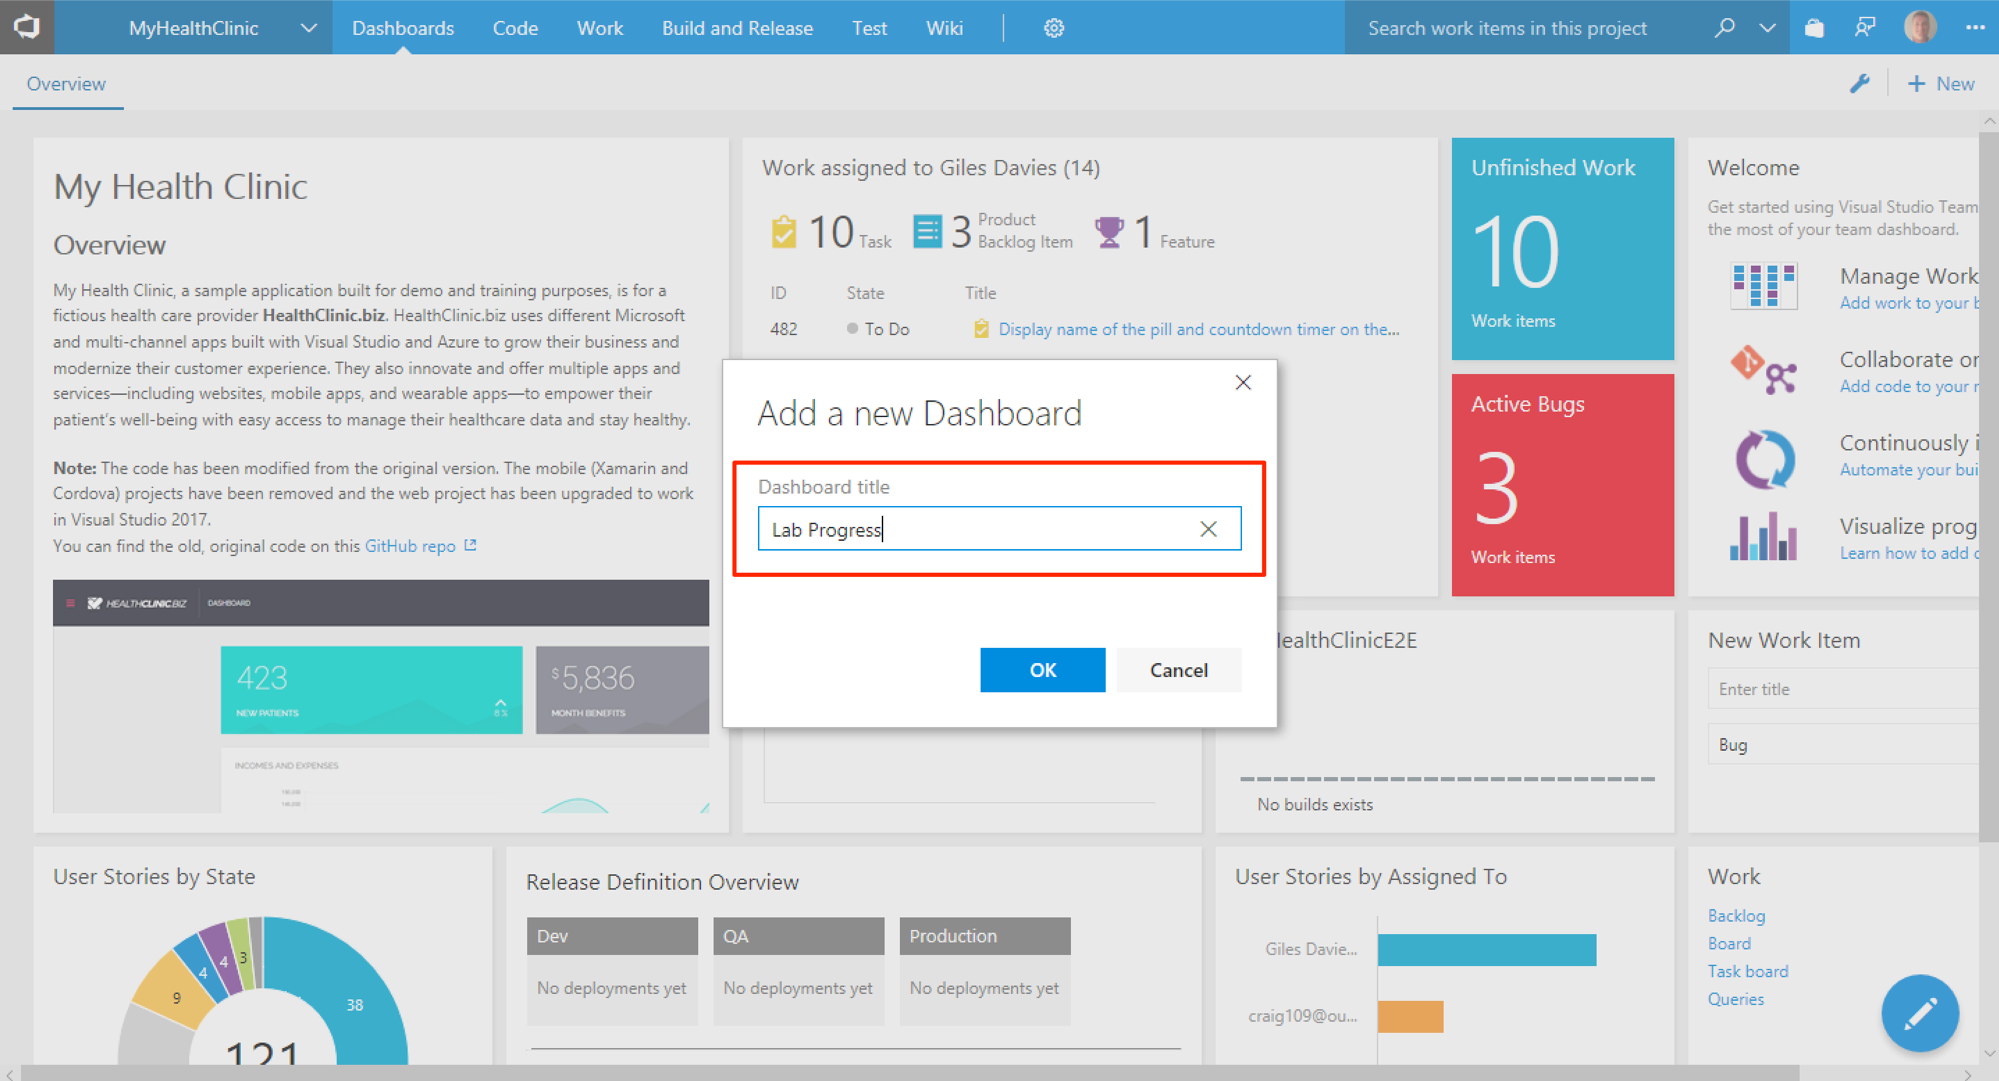 MyHealthClinic
Dashboards
Code
Work
Build and Release
Test
Wiki
Search work items in this project
Overview
New
My Health Clinic
Overview
My Health Clinic, a sample application built for demo and training purposes, is for a
fictious health care provider HealthClinic.biz. HealthClinic.biz uses different Microsoft
and multi-channel apps built with Visual Studio and Azure to grow their business and
modernize their customer experience. They also innovate and offer multiple apps and
services—including websites, mobile apps, and wearable apps—to empower their
patient's well-being with easy access to manage their healthcare data and stay healthy.
Note: The code has been modified from the original version. The mobile (Xamarin and
Cordova) projects have been removed and the web project has been upgraded to work
in Visual Studio 2017.
You can find the old, original code on this GitHub repo
HEALTHCLINIC.BIZ
DASHBOARD
423
NEW PATIENTS
8 %
$5,836
MONTH BENEFITS
INCOMES AND EXPENSES
Work assigned to Giles Davies (14)
10 Task
3 Product Backlog Item
1 Feature
ID State Title
482 To Do Display name of the pill and countdown timer on the...
Unfinished Work
10
Work items
Active Bugs
3
Work items
Welcome
Get started using Visual Studio Team
the most of your team dashboard.
Manage Work
Add work to your b
Collaborate on
Add code to your r
Continuously i
Automate your bui
Visualize prog
Learn how to add c
Add a new Dashboard
Dashboard title
Lab Progress
OK
Cancel
ealthClinicE2E
No builds exists
New Work Item
Enter title
Bug
User Stories by State
9
4
4
3
38
121
Release Definition Overview
Dev
No deployments yet
QA
No deployments yet
Production
No deployments yet
User Stories by Assigned To
Giles Davie...
craig109@ou...
Work
Backlog
Board
Task board
Queries